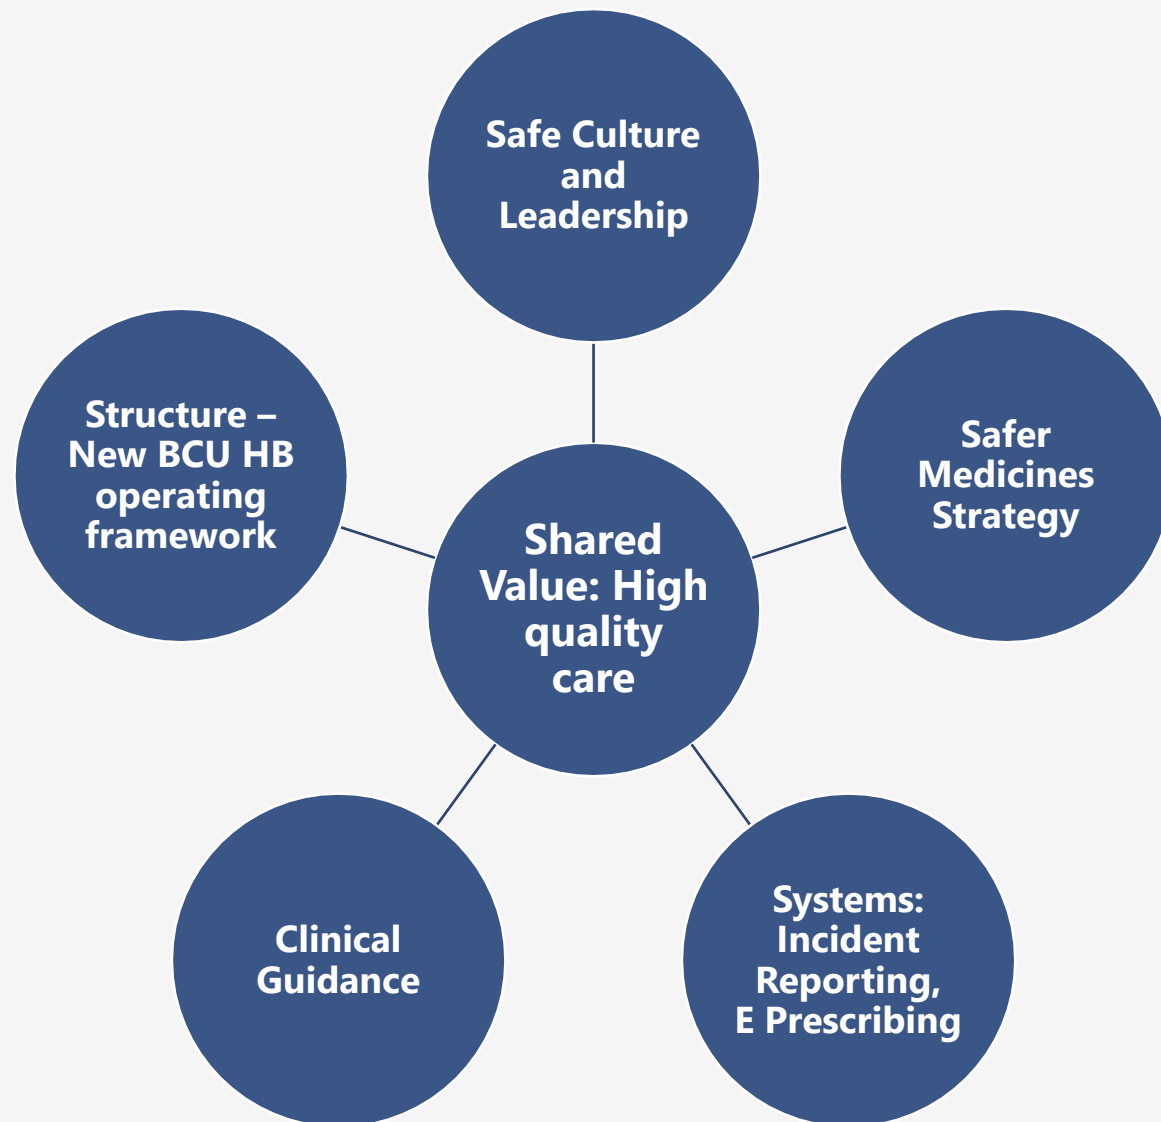 Safe Culture
and
Leadership
Structure –
New BCU HB
operating
framework
Safer
Medicines
Strategy
Shared
Value: High
quality
care
Clinical
Guidance
Systems:
Incident
Reporting,
E Prescribing